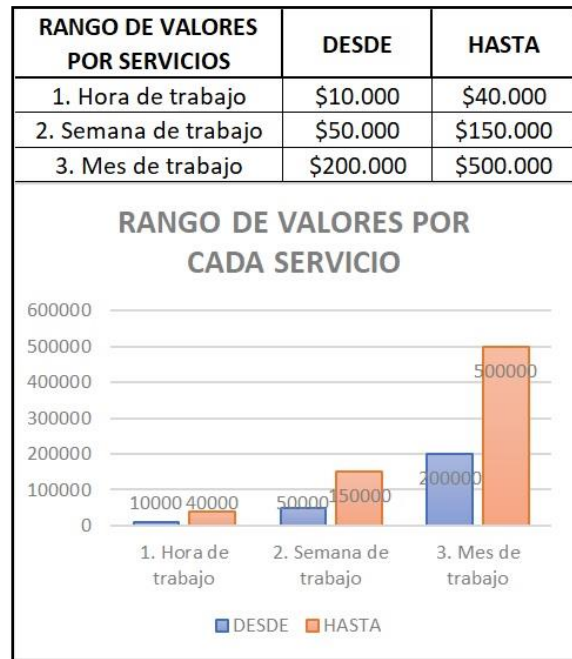 RANGO DE VALORES POR SERVICIOS DESDE HASTA
1. Hora de trabajo $10.000 $40.000
2. Semana de trabajo $50.000 $150.000
3. Mes de trabajo $200.000 $500.000
RANGO DE VALORES POR
CADA SERVICIO
600000
500000
400000
300000
200000
100000
0
10000 40000
50000 150000
200000 500000
1. Hora de
trabajo
2. Semana de
trabajo
3. Mes de
trabajo
DESDE HASTA